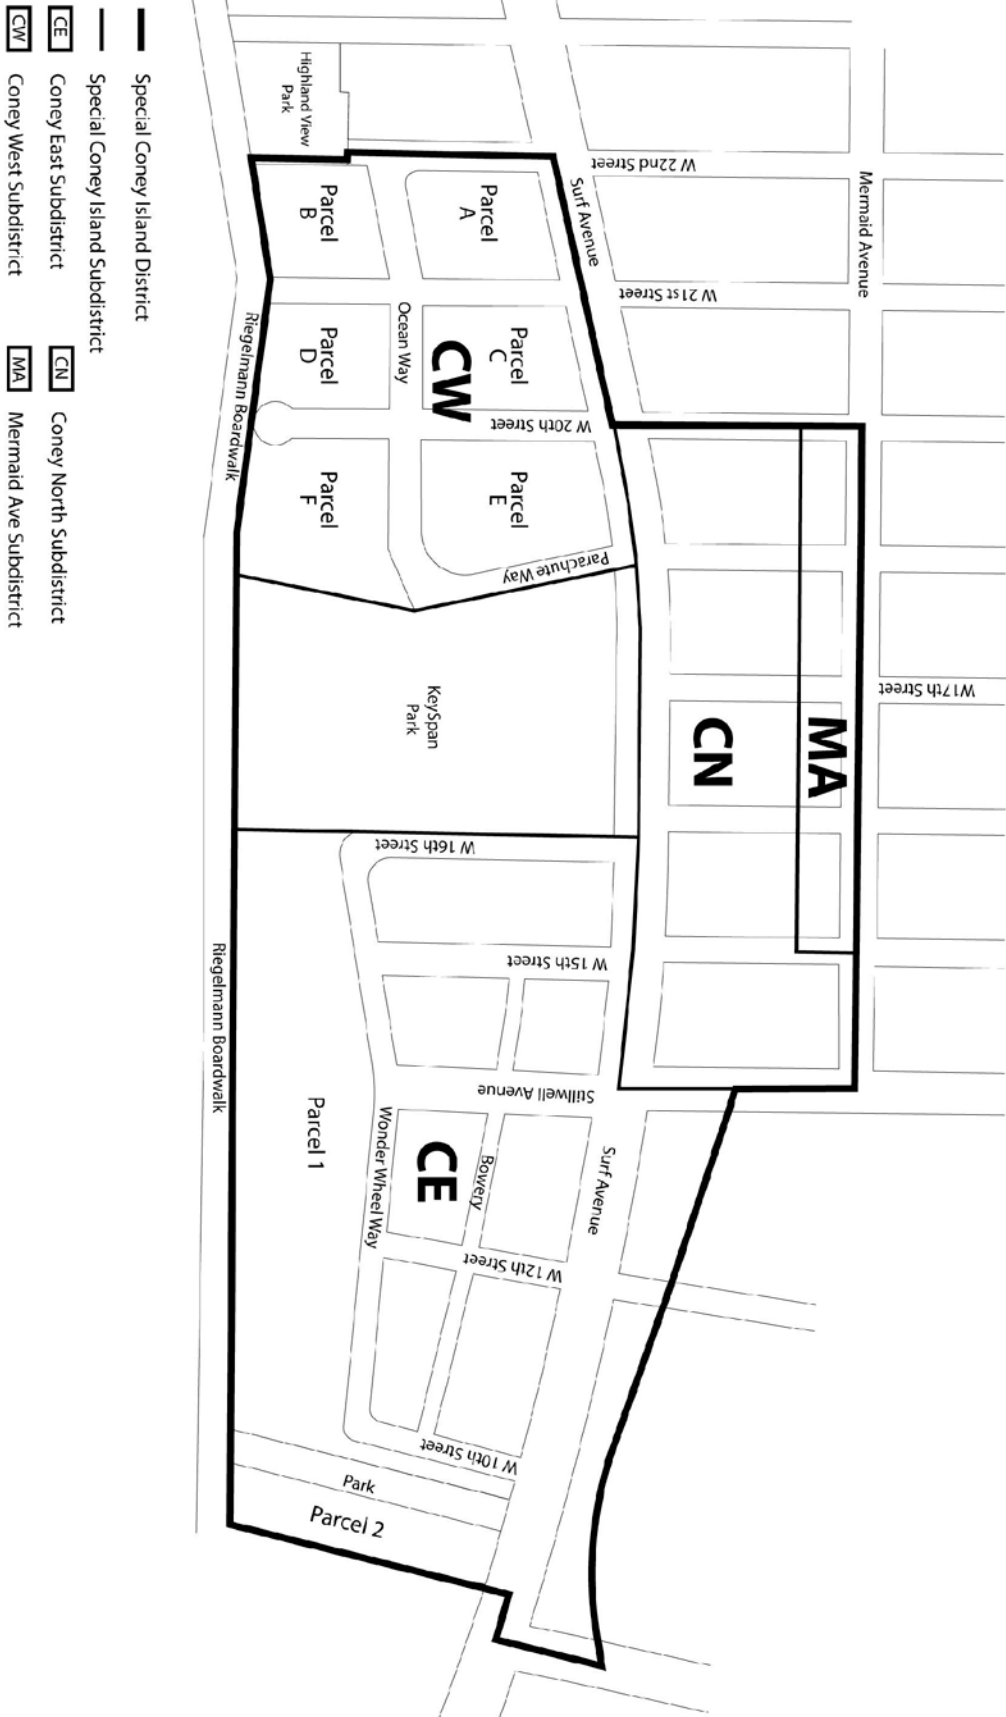 W 22nd Street
Mermaid Avenue
Highland View
Park
Surf Avenue
W 21st Street
Parcel
A
Parcel
B
Ocean Way
Parcel
C
Parcel
D
CW
W 20th Street
Riegelmann Boardwalk
Parcel
E
Parcel
F
Parachute Way
W17th Street
MA
CN
KeySpan
Park
W 16th Street
W 15th Street
Stillwell Avenue
Riegelmann Boardwalk
Parcel 1
Wonder Wheel Way
CE
Bowery
Surf Avenue
W 12th Street
W 10th Street
Park
Parcel 2
Special Coney Island District
Special Coney Island Subdistrict
CE Coney East Subdistrict
CN Coney North Subdistrict
CW Coney West Subdistrict
MA Mermaid Ave Subdistrict